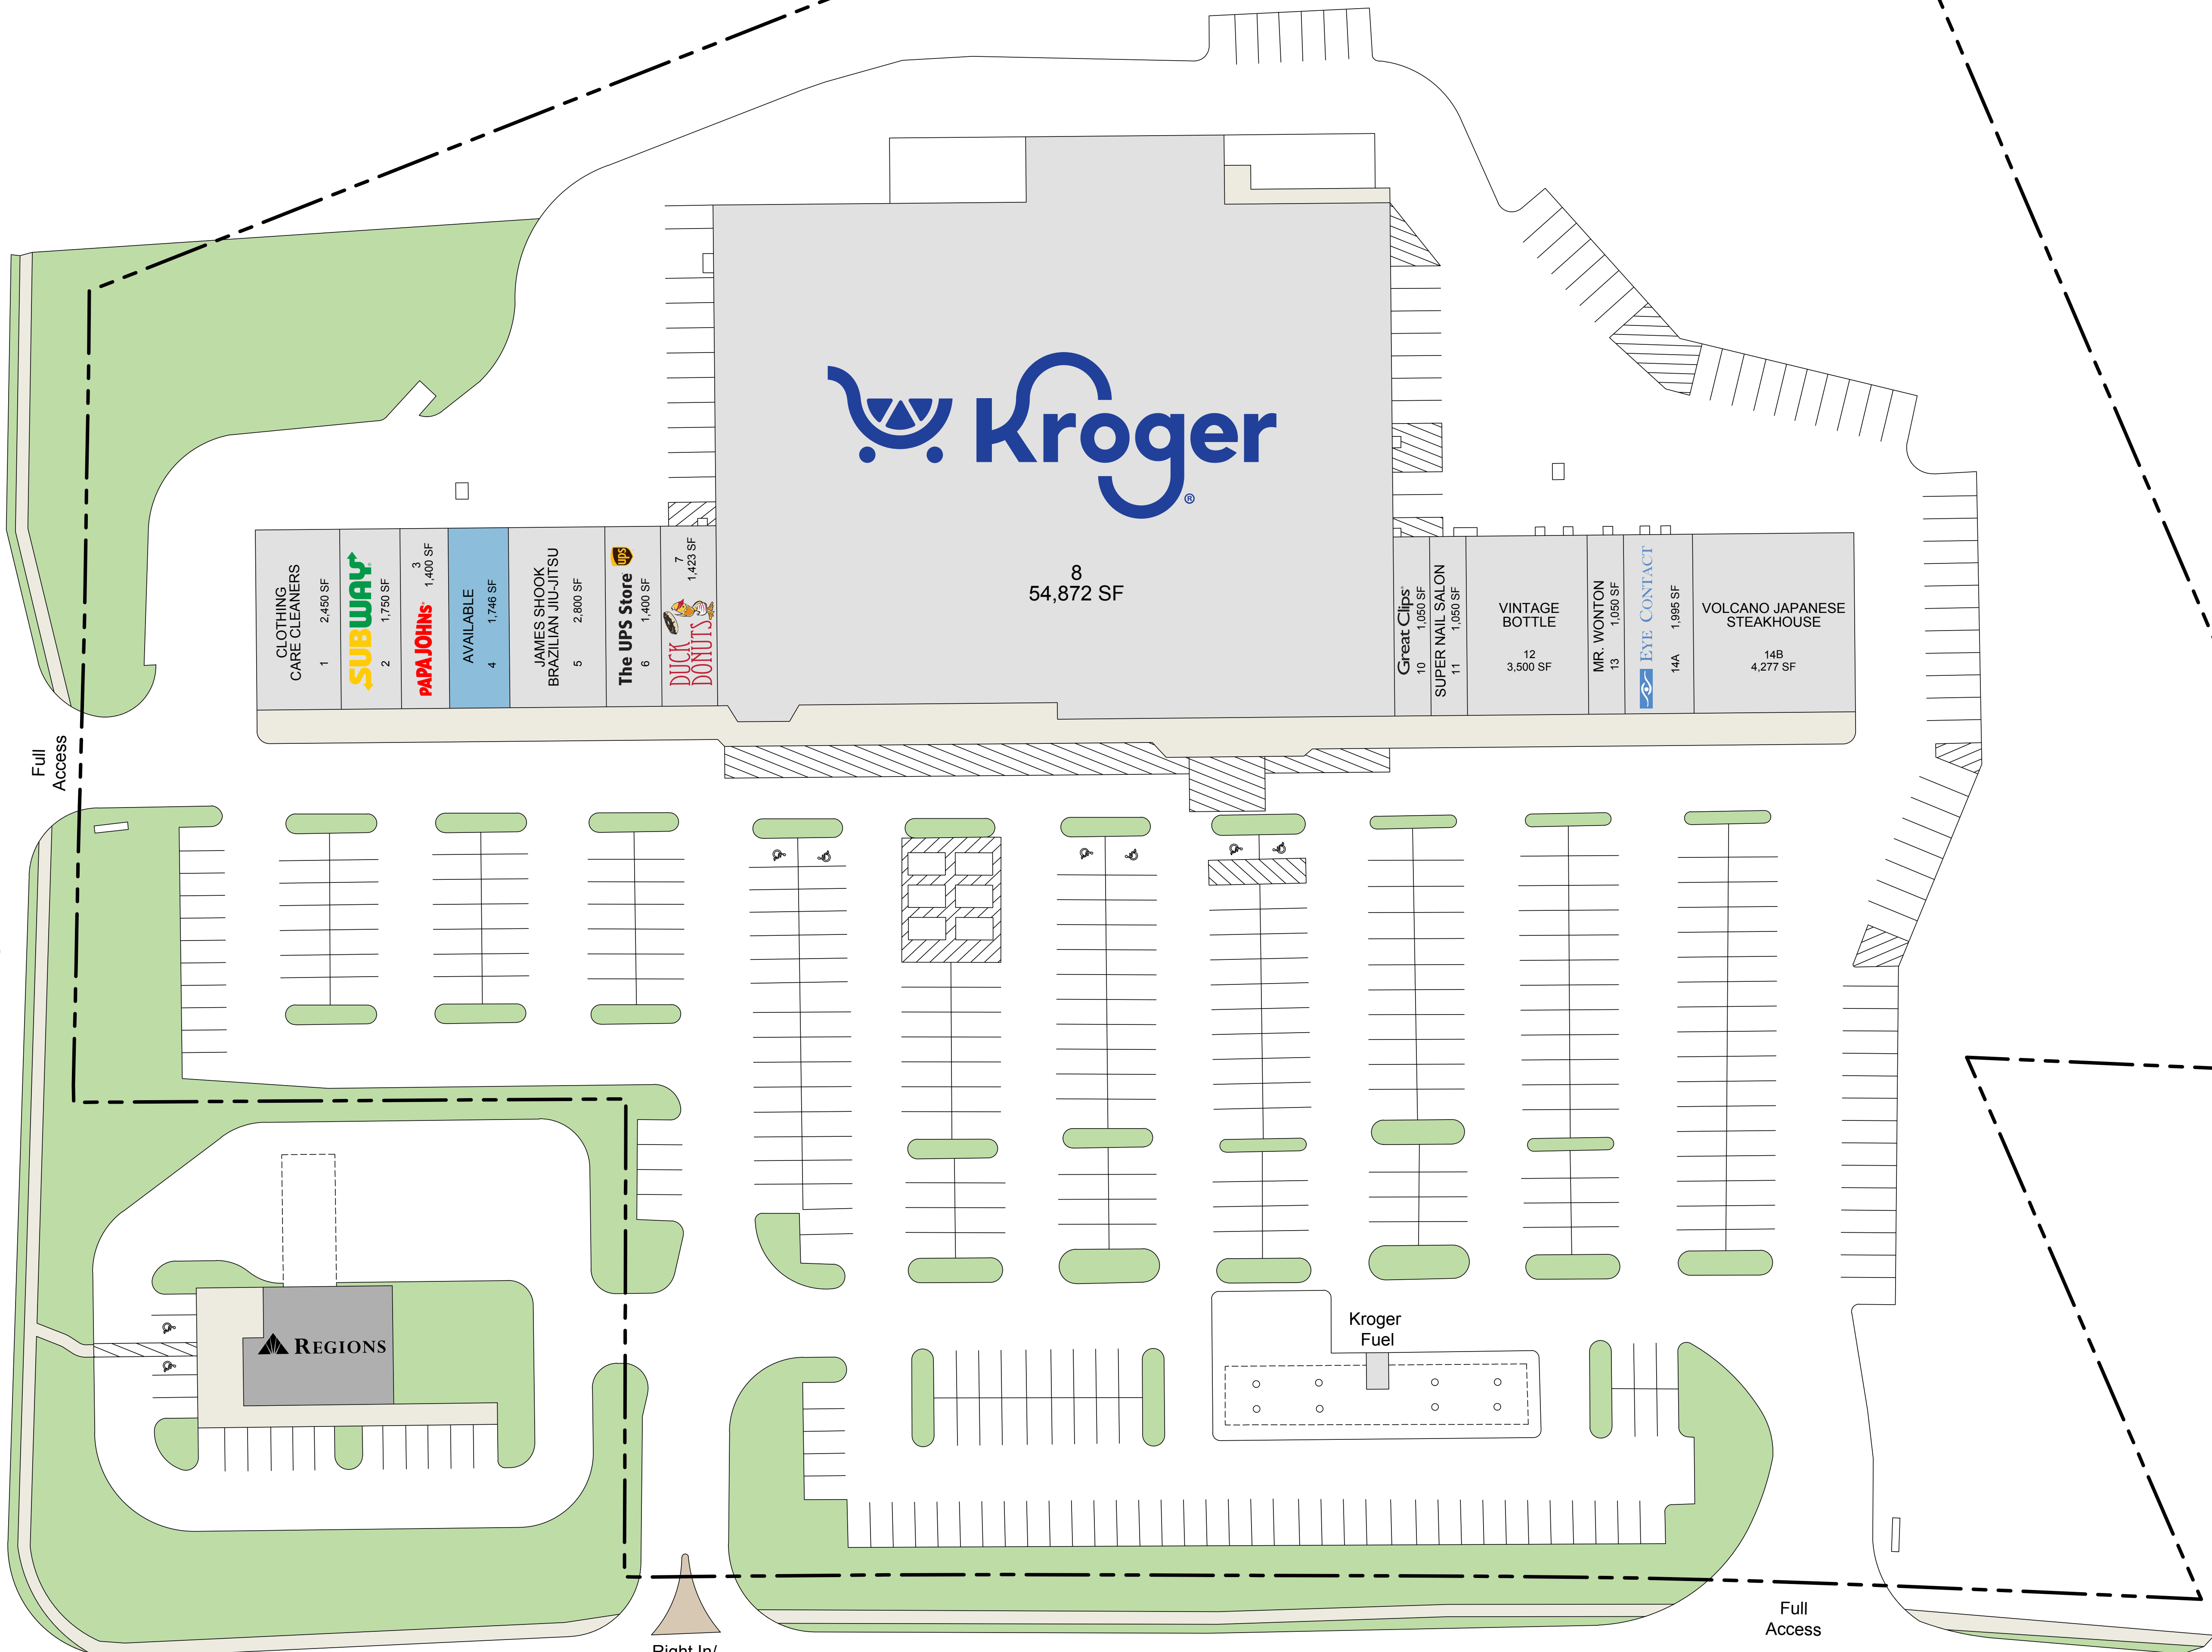 Kroger®
8
54,872 SF
CLOTHING
CARE CLEANERS
1 2,450 SF
SUBWAY®
2 1,750 SF
3
1,400 SF
PAPA JOHNS
AVAILABLE
4 1,746 SF
JAMES SHOOK
BRAZILIAN JIU-JITSU
5 2,800 SF
ups
The UPS Store
6 1,400 SF
7
1,423 SF
DUCK
DONUTS
Great Clips®
10 1,050 SF
SUPER NAIL SALON
11 1,050 SF
VINTAGE
BOTTLE
12
3,500 SF
MR. WONTON
13 1,050 SF
EYE CONTACT
14A 1,995 SF
VOLCANO JAPANESE
STEAKHOUSE
14B
4,277 SF
Full
Access
REGIONS
Kroger
Fuel
Full
Access
Right In/